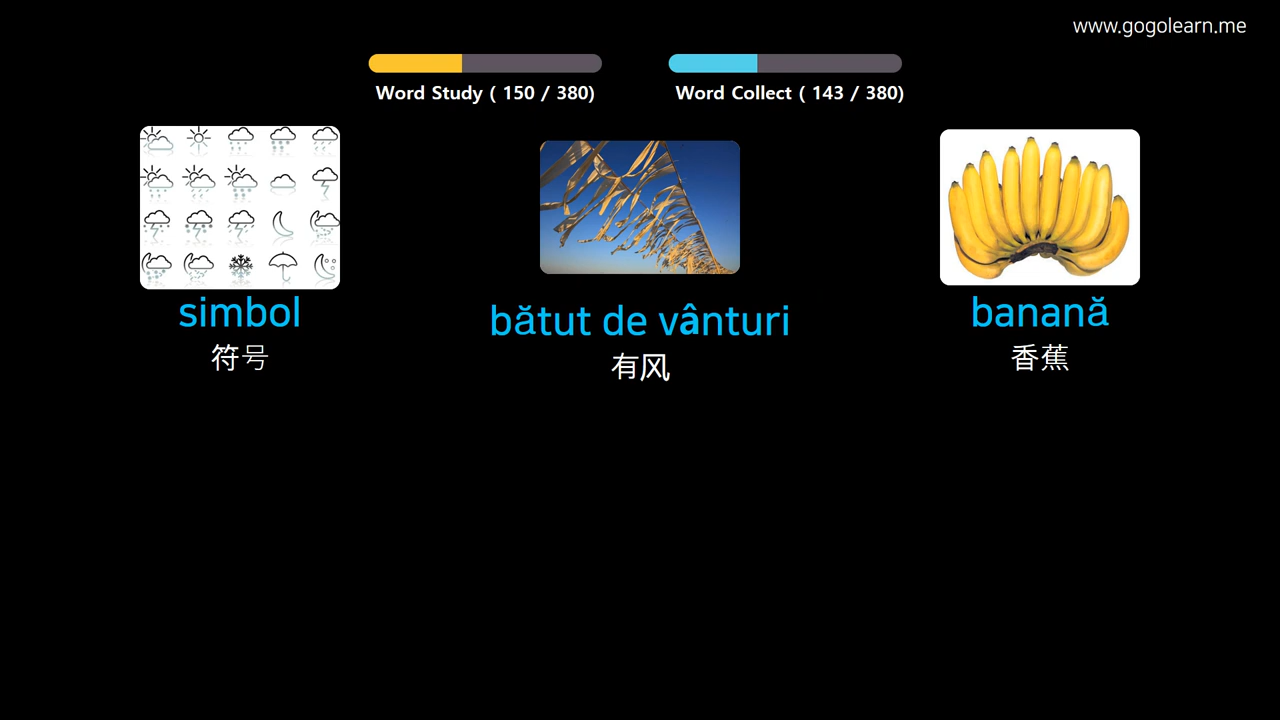 www.gogolearn.me
Word Study ( 150 / 380)
Word Collect ( 143 / 380)
simbol
符号
bătut de vânturi
有风
banană
香蕉